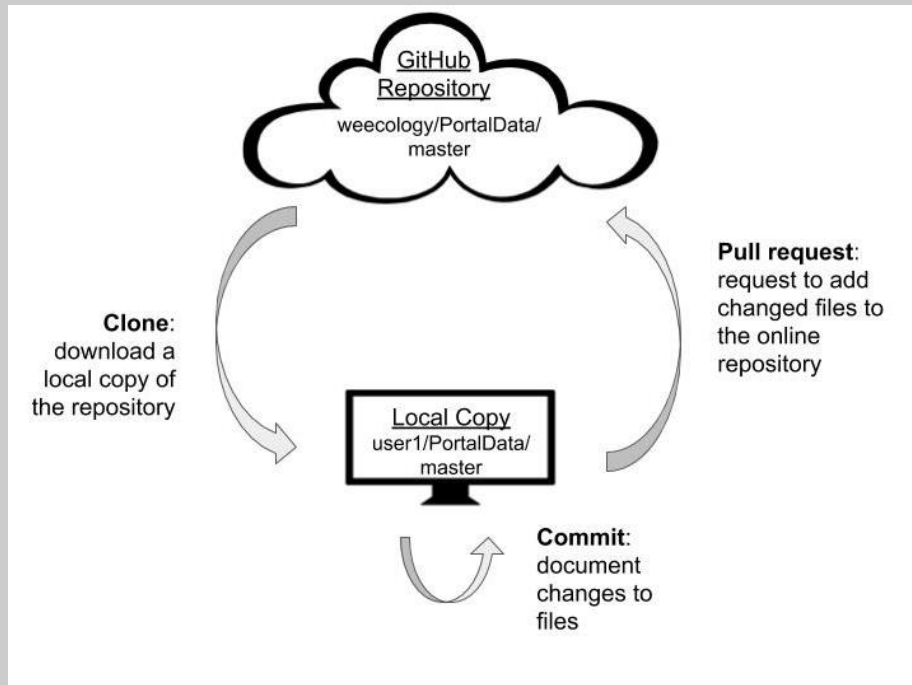 GitHub
Repository
weecology/PortalData/
master
Clone:
download a
local copy of
the repository
Pull request:
request to add
changed files to
the online
repository
Local Copy
user1/PortalData/
master
Commit:
document
changes to
files